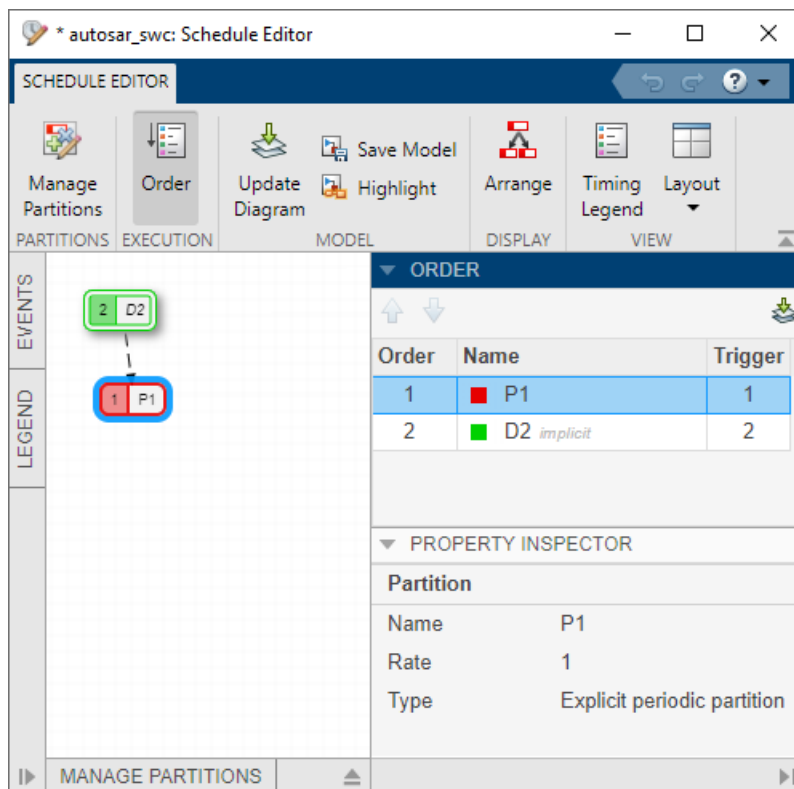 * autosar_swc: Schedule Editor
SCHEDULE EDITOR
?
Manage Partitions
Order
Update Diagram
Save Model
Highlight
Arrange
Timing Legend
Layout
PARTITIONS EXECUTION MODEL DISPLAY VIEW
EVENTS
LEGEND
2 D2
1 P1
ORDER
Order Name Trigger
1 P1 1
2 D2 implicit 2
PROPERTY INSPECTOR
Partition
Name P1
Rate 1
Type Explicit periodic partition
MANAGE PARTITIONS